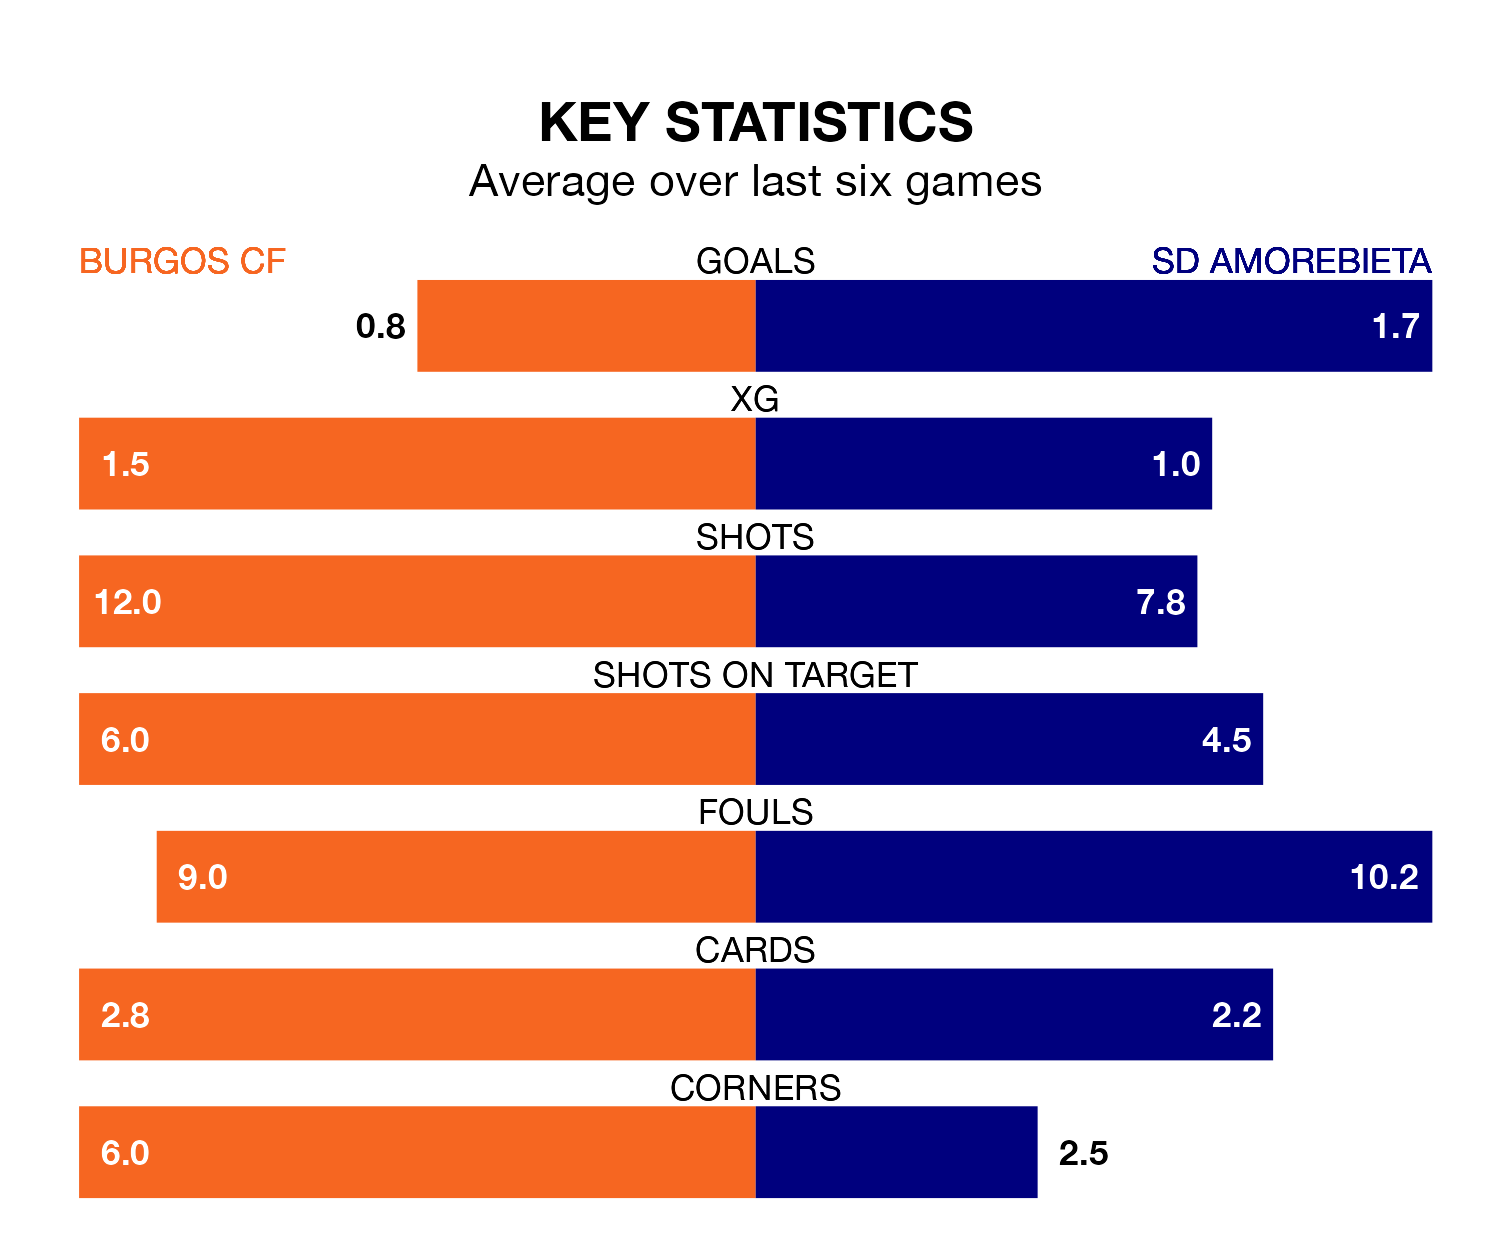 KEY STATISTICS
Average over last six games
BURGOS CF GOALS SD AMOREBIETA
0.8 1.7
XG
1.5 1.0
SHOTS
12.0 7.8
SHOTS ON TARGET
6.0 4.5
FOULS
9.0 10.2
CARDS
2.8 2.2
CORNERS
6.0 2.5